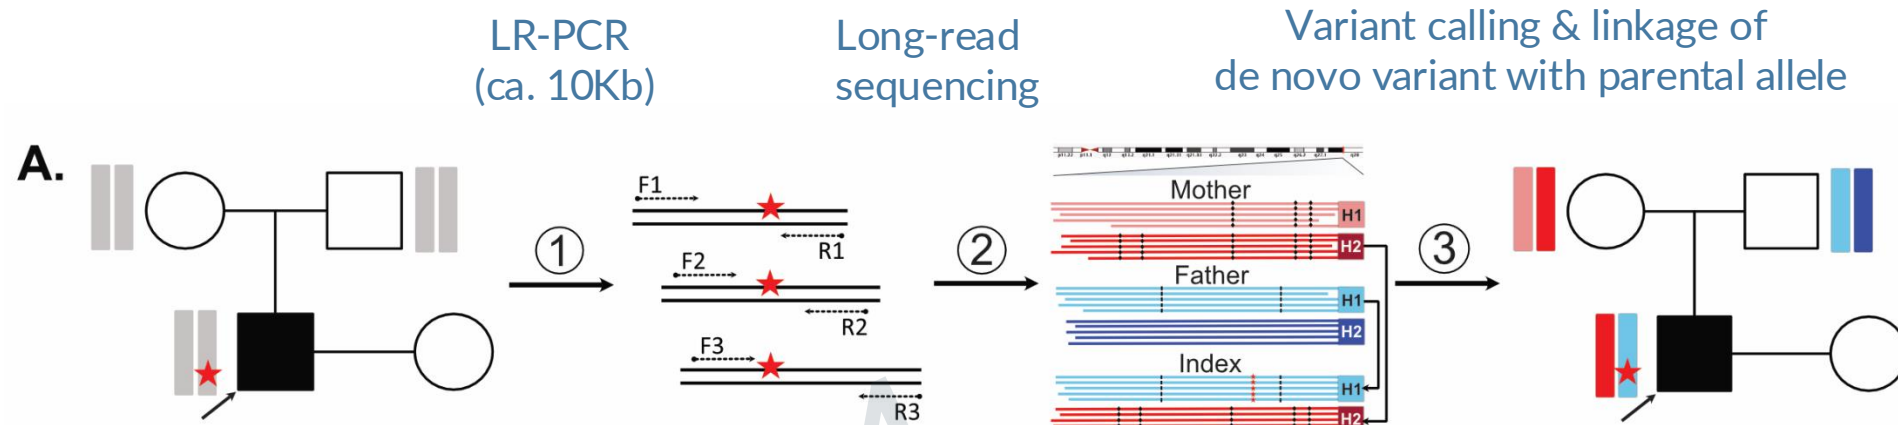 LR-PCR
(ca. 10Kb)
Long-read
sequencing
Variant calling & linkage of
de novo variant with parental allele
A.
1
F1
R1
F2
R2
F3
R3
2
Mother
H1
H2
Father
H1
H2
Index
H1
H2
3